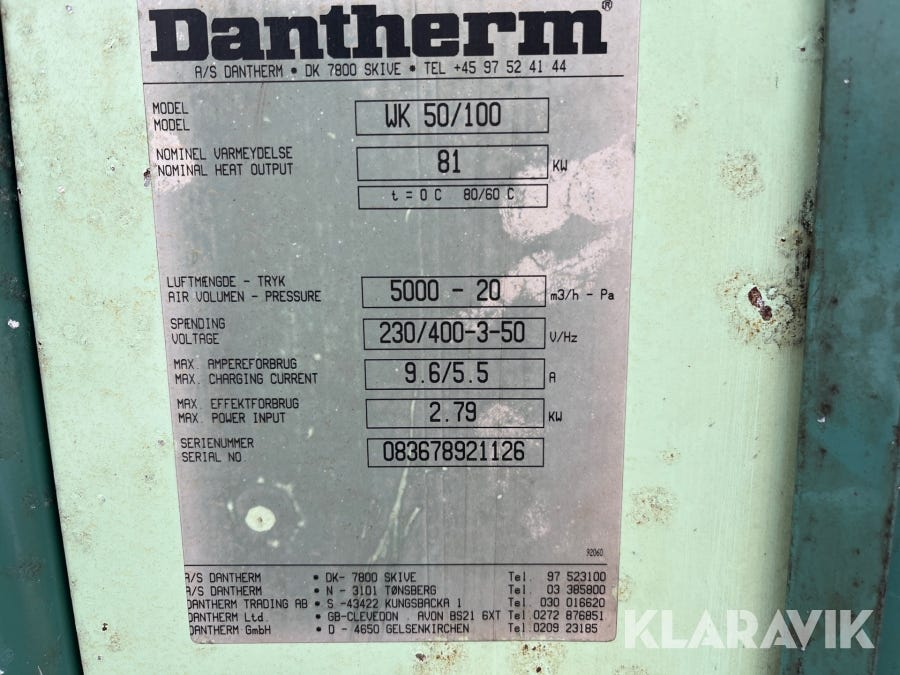 Dantherm®
A/S DANTHERM • DK 7800 SKIVE • TEL +45 97 52 41 44
MODEL
MODEL
WK 50/100
NOMINEL VARMEYDELSE
NOMINAL HEAT OUTPUT
81 KW
t = 0 C 80/60 C
LUFTMÆNGDE - TRYK
AIR VOLUMEN - PRESSURE
5000 - 20 m3/h - Pa
SPÆNDING
VOLTAGE
230/400-3-50 V/Hz
MAX. AMPEREFORBRUG
MAX. CHARGING CURRENT
9.6/5.5 A
MAX. EFFEKTFORBRUG
MAX. POWER INPUT
2.79 KW
SERIENUMMER
SERIAL NO.
083678921126
92060
A/S DANTHERM • DK- 7800 SKIVE Tel. 97 523100
A/S DANTHERM • N - 3101 TØNSBERG Tel. 03 385800
DANTHERM TRADING AB • S -43422 KUNGSBACKA 1 Tel. 030 016620
DANTHERM Ltd. • GB-CLEVEDON . AVON BS21 6XT Tel.0272 876851
DANTHERM GmbH • D - 4650 GELSENKIRCHEN Tel.0209 23185
KLARAVIK